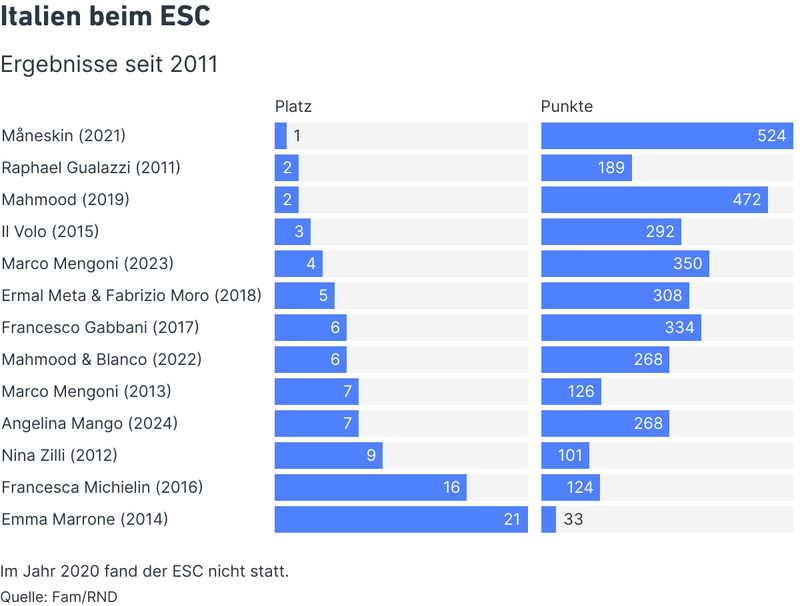 Italien beim ESC
Ergebnisse seit 2011
Platz Punkte
Måneskin (2021) 1 524
Raphael Gualazzi (2011) 2 189
Mahmood (2019) 2 472
Il Volo (2015) 3 292
Marco Mengoni (2023) 4 350
Ermal Meta & Fabrizio Moro (2018) 5 308
Francesco Gabbani (2017) 6 334
Mahmood & Blanco (2022) 6 268
Marco Mengoni (2013) 7 126
Angelina Mango (2024) 7 268
Nina Zilli (2012) 9 101
Francesca Michielin (2016) 16 124
Emma Marrone (2014) 21 33
Im Jahr 2020 fand der ESC nicht statt.
Quelle: Fam/RND